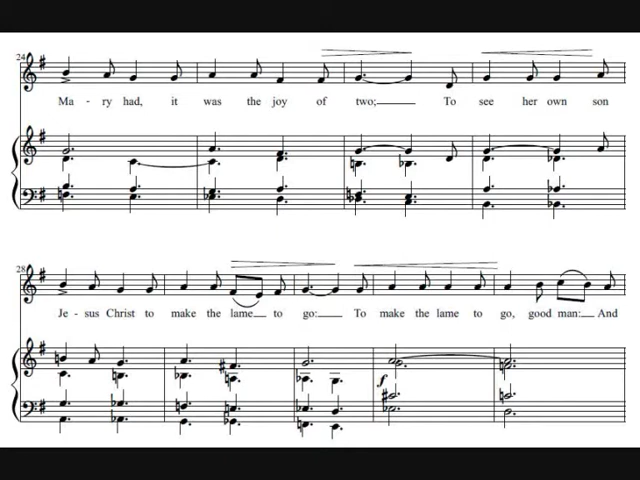 24
Ma - ry had, it was the joy of two; To see her own son
28
Je - sus Christ to make the lame to go: To make the lame to go, good man: And
f